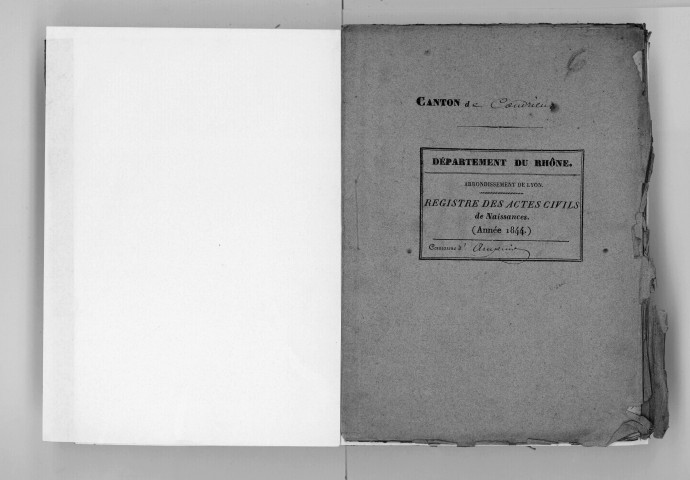 6
CANTON de Condrieu
DÉPARTEMENT DU RHÔNE.
ARRONDISSEMENT DE LYON.
REGISTRE DES ACTES CIVILS
de Naissances.
(Année 1844.)
Commune d' Ampuis